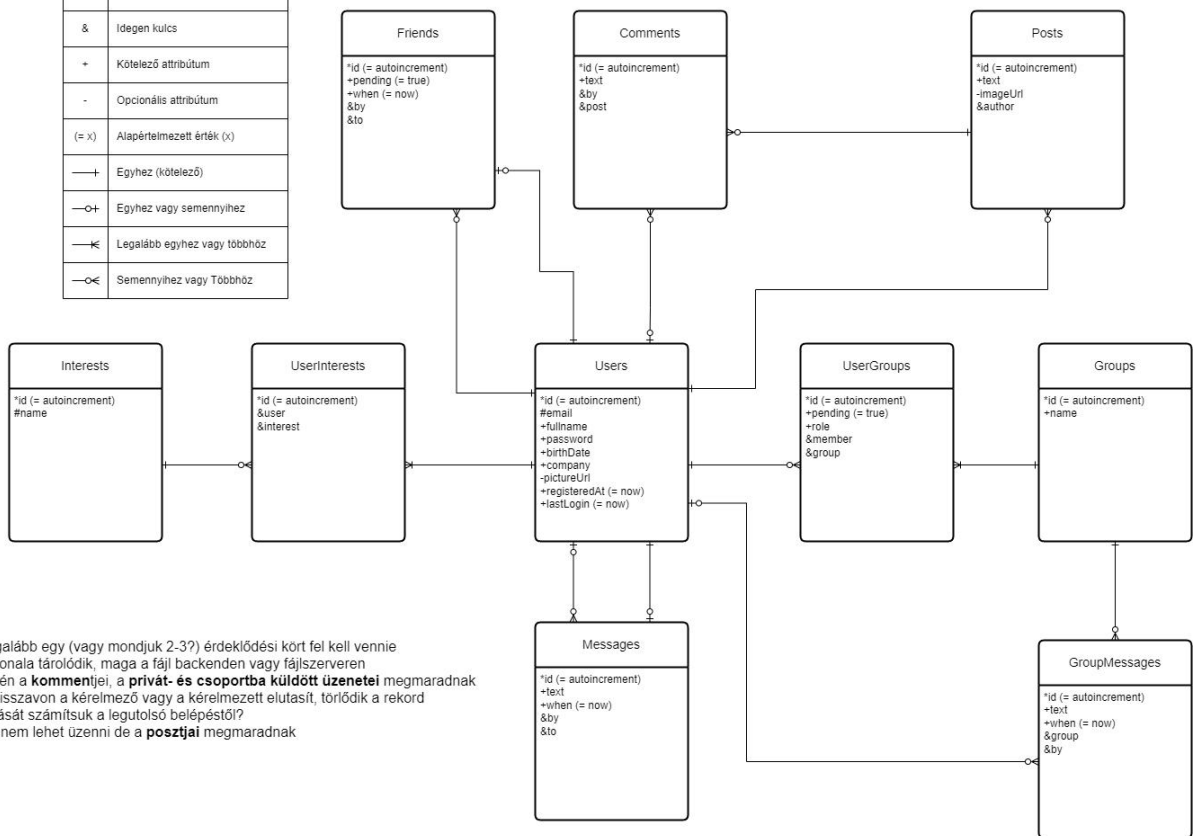 & Idegen kulcs
+ Kötelező attribútum
- Opcionális attribútum
(= x) Alapértelmezett érték (x)
Egyhez (kötelező)
Egyhez vagy semennyihez
Legalább egyhez vagy többhöz
Semennyihez vagy Többhöz
Friends
*id (= autoincrement)
+pending (= true)
+when (= now)
&by
&to
Comments
*id (= autoincrement)
+text
&by
&post
Posts
*id (= autoincrement)
+text
-imageUrl
&author
Interests
*id (= autoincrement)
#name
UserInterests
*id (= autoincrement)
&user
&interest
Users
*id (= autoincrement)
#email
+fullname
+password
+birthDate
+company
-pictureUrl
+registeredAt (= now)
+lastLogin (= now)
UserGroups
*id (= autoincrement)
+pending (= true)
+role
&member
&group
Groups
*id (= autoincrement)
+name
galább egy (vagy mondjuk 2-3?) érdeklődési kört fel kell vennie
onala tárolódik, maga a fájl backenden vagy fájlszerveren
én a kommentjei, a privát- és csoportba küldött üzenetei megmaradnak
isszavon a kérelmező vagy a kérelmezett elutasít, törlődik a rekord
ását számítsuk a legutolsó belépéstől?
nem lehet üzenni de a posztjai megmaradnak
Messages
*id (= autoincrement)
+text
+when (= now)
&by
&to
GroupMessages
*id (= autoincrement)
+text
+when (= now)
&group
&by